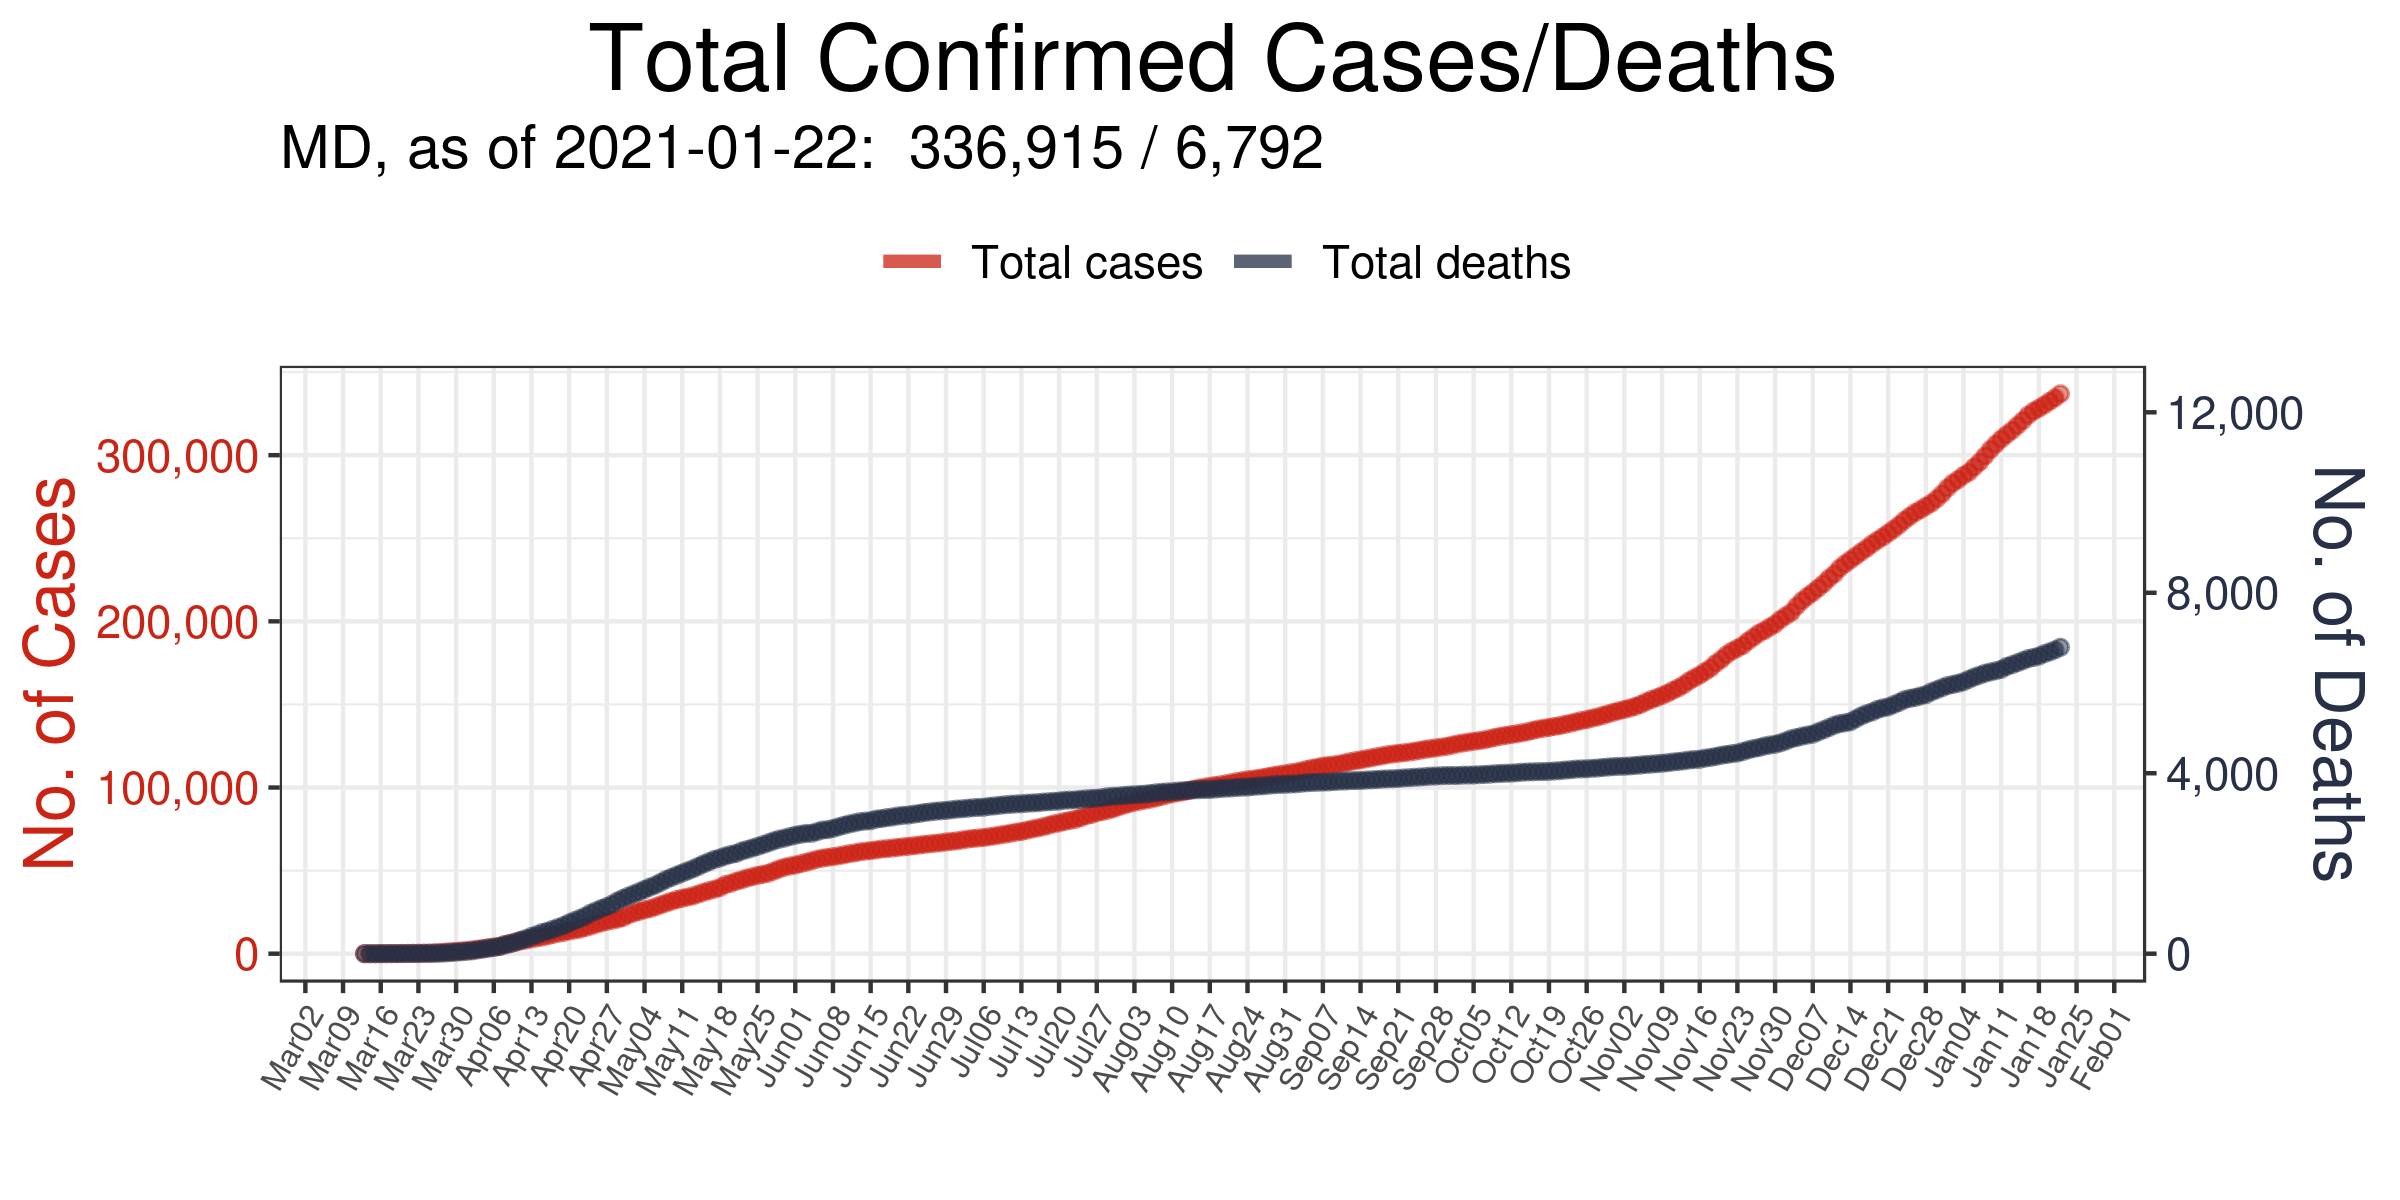 Total Confirmed Cases/Deaths
MD, as of 2021-01-22:  336,915 / 6,792
Total cases
Total deaths
No. of Cases
300,000
200,000
100,000
0
12,000
8,000
4,000
0
No. of Deaths
Mar02
Mar09
Mar16
Mar23
Mar30
Apr06
Apr13
Apr20
Apr27
May04
May11
May18
May25
Jun01
Jun08
Jun15
Jun22
Jun29
Jul06
Jul13
Jul20
Jul27
Aug03
Aug10
Aug17
Aug24
Aug31
Sep07
Sep14
Sep21
Sep28
Oct05
Oct12
Oct19
Oct26
Nov02
Nov09
Nov16
Nov23
Nov30
Dec07
Dec14
Dec21
Dec28
Jan04
Jan11
Jan18
Jan25
Feb01